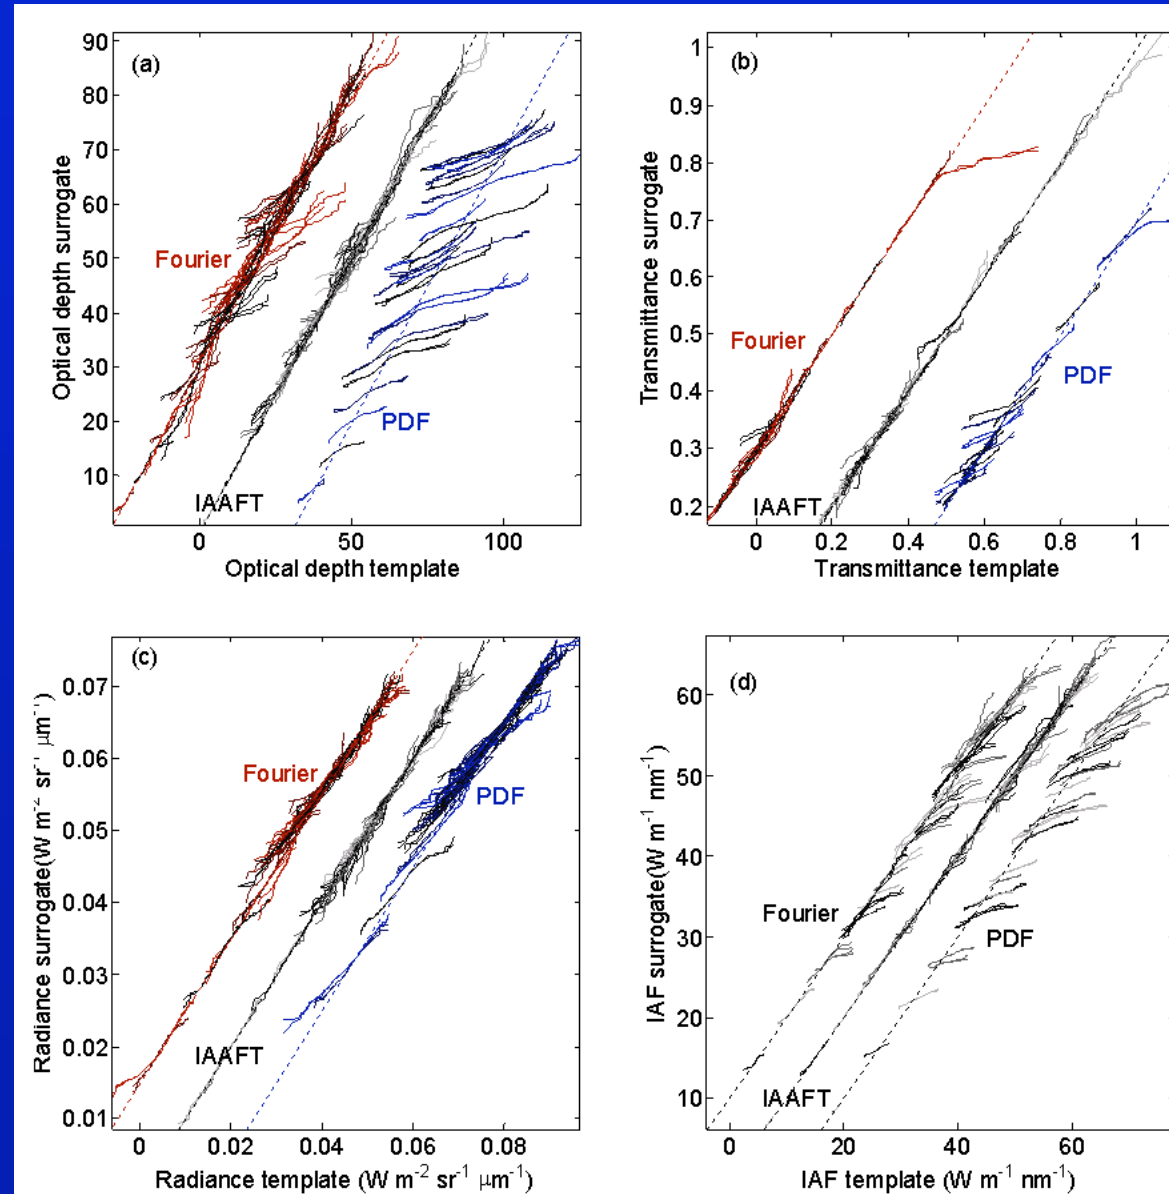 (a)
90
80
70
60
50
40
30
20
10
Optical depth surrogate
Fourier
IAAFT
PDF
0
50
100
Optical depth template
(b)
1
0.9
0.8
0.7
0.6
0.5
0.4
0.3
0.2
Transmittance surrogate
Fourier
IAAFT
PDF
0
0.2
0.4
0.6
0.8
1
Transmittance template
(c)
0.07
0.06
0.05
0.04
0.03
0.02
0.01
Radiance surrogate(W m⁻² sr⁻¹ μm⁻¹)
Fourier
IAAFT
PDF
0
0.02
0.04
0.06
0.08
Radiance template (W m⁻² sr⁻¹ μm⁻¹)
(d)
60
50
40
30
20
10
IAF surrogate(W m⁻¹ nm⁻¹)
Fourier
IAAFT
PDF
0
20
40
60
IAF template (W m⁻¹ nm⁻¹)